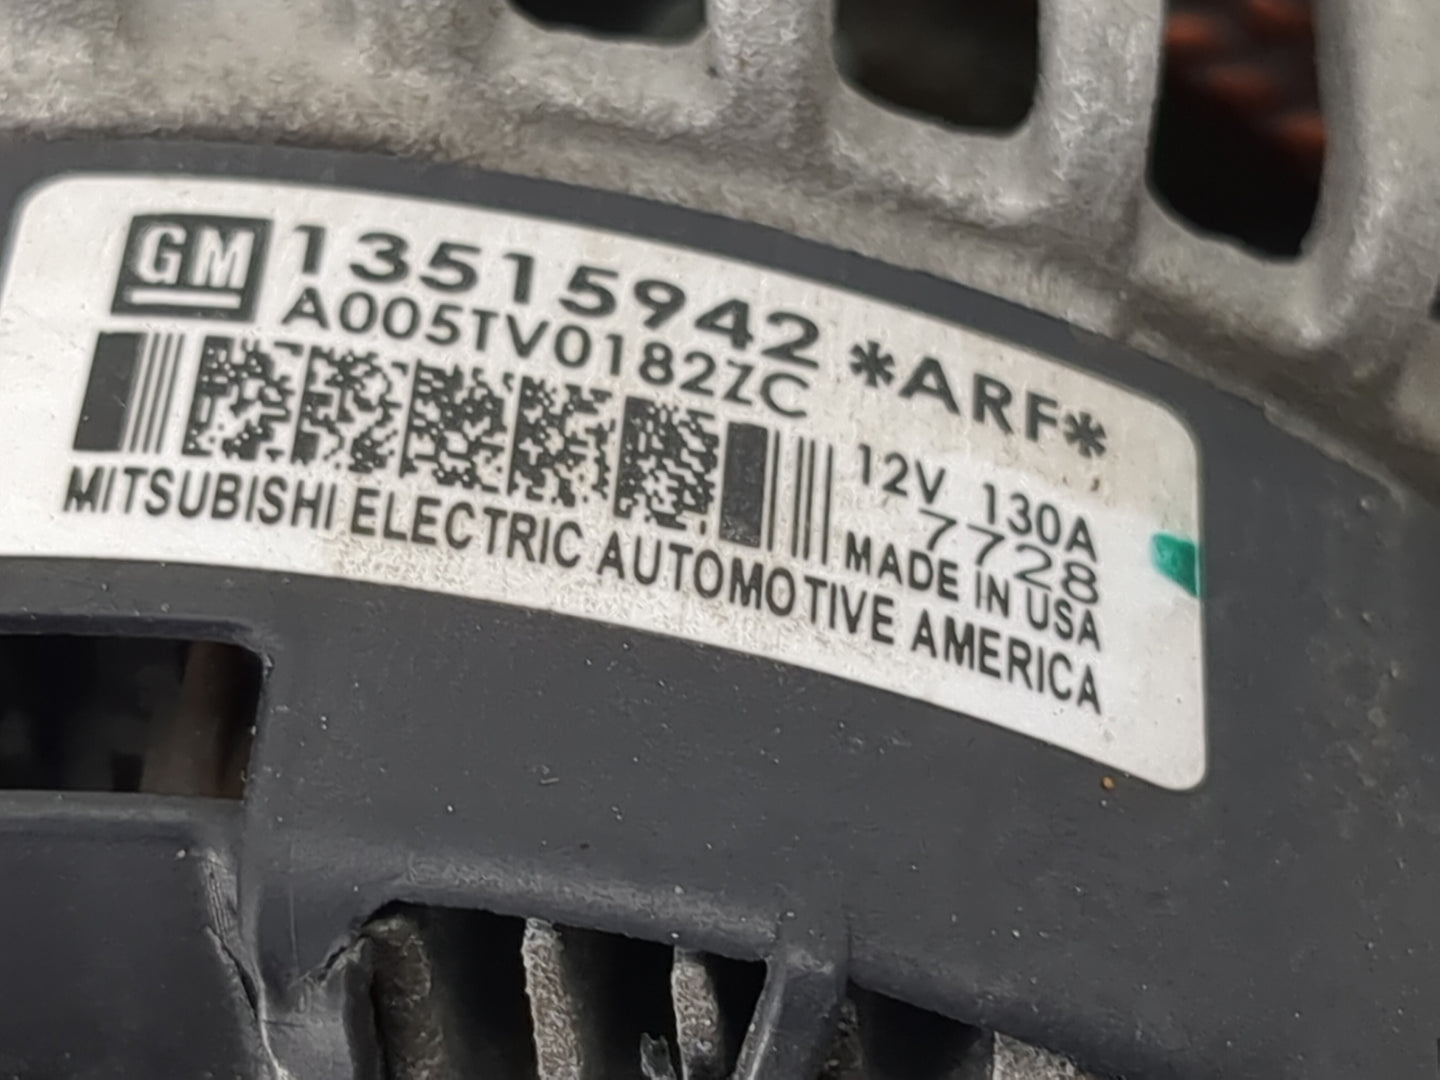 GM 13515942 *ARF*
A005TV0182ZC
12V 130A
7728
MADE IN USA
MITSUBISHI ELECTRIC AUTOMOTIVE AMERICA